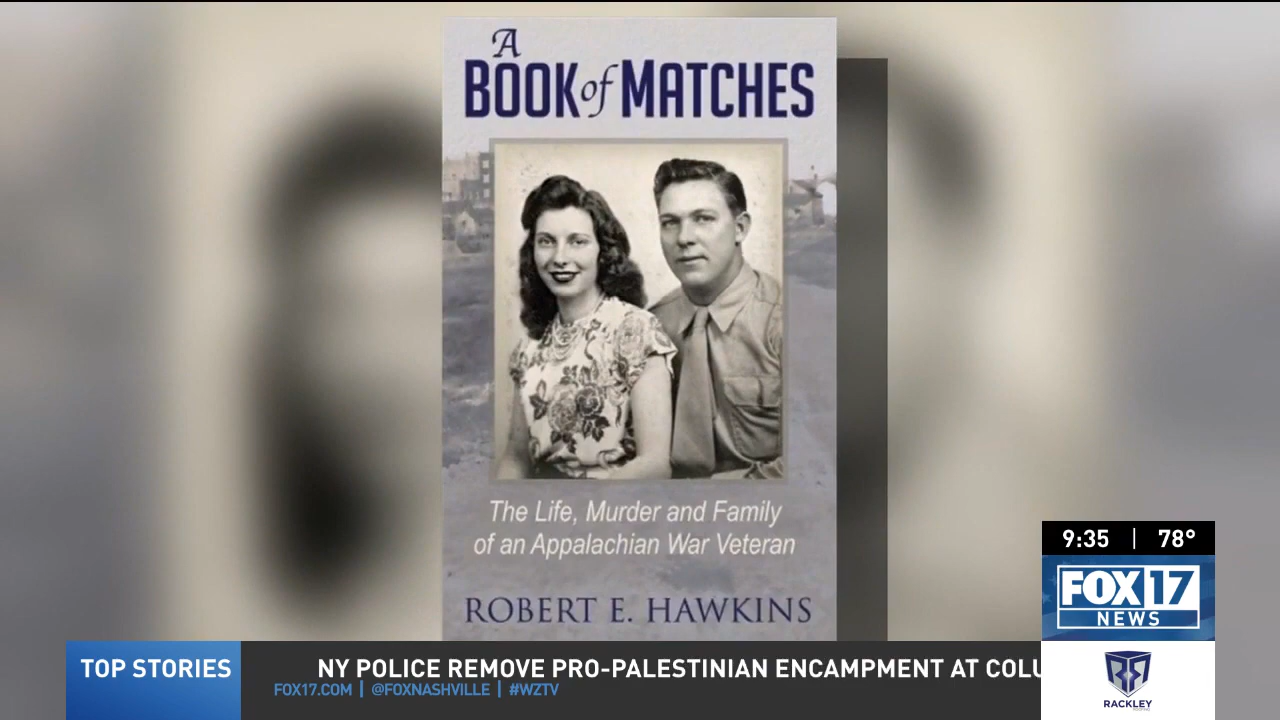 A
BOOK of MATCHES
The Life, Murder and Family
of an Appalachian War Veteran
ROBERT E. HAWKINS
9:35 | 78°
FOX 17
NEWS
TOP STORIES
NY POLICE REMOVE PRO-PALESTINIAN ENCAMPMENT AT COLU
FOX17.COM | @FOXNASHVILLE | #WZTV
RACKLEY